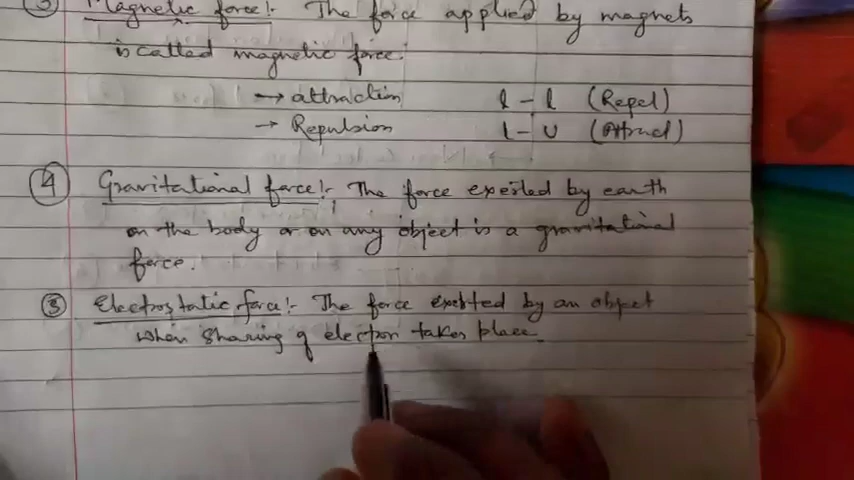 ③ Magnetic force:- The force applied by magnets
is called magnetic force.
→ attraction l - l (Repel)
→ Repulsion l - U (Attract)
④ Gravitational force:- The force exerted by earth
on the body or on any object is a gravitational
force.
⑤ Electrostatic force:- The force exerted by an object
when sharing of electron takes place.